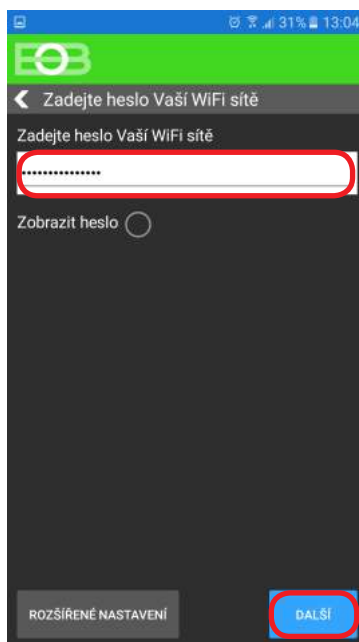 31% 13:04
EOB
Zadejte heslo Vaší WiFi sítě
Zadejte heslo Vaší WiFi sítě
•••••••••••••••
Zobrazit heslo
ROZŠÍŘENÉ NASTAVENÍ
DALŠÍ